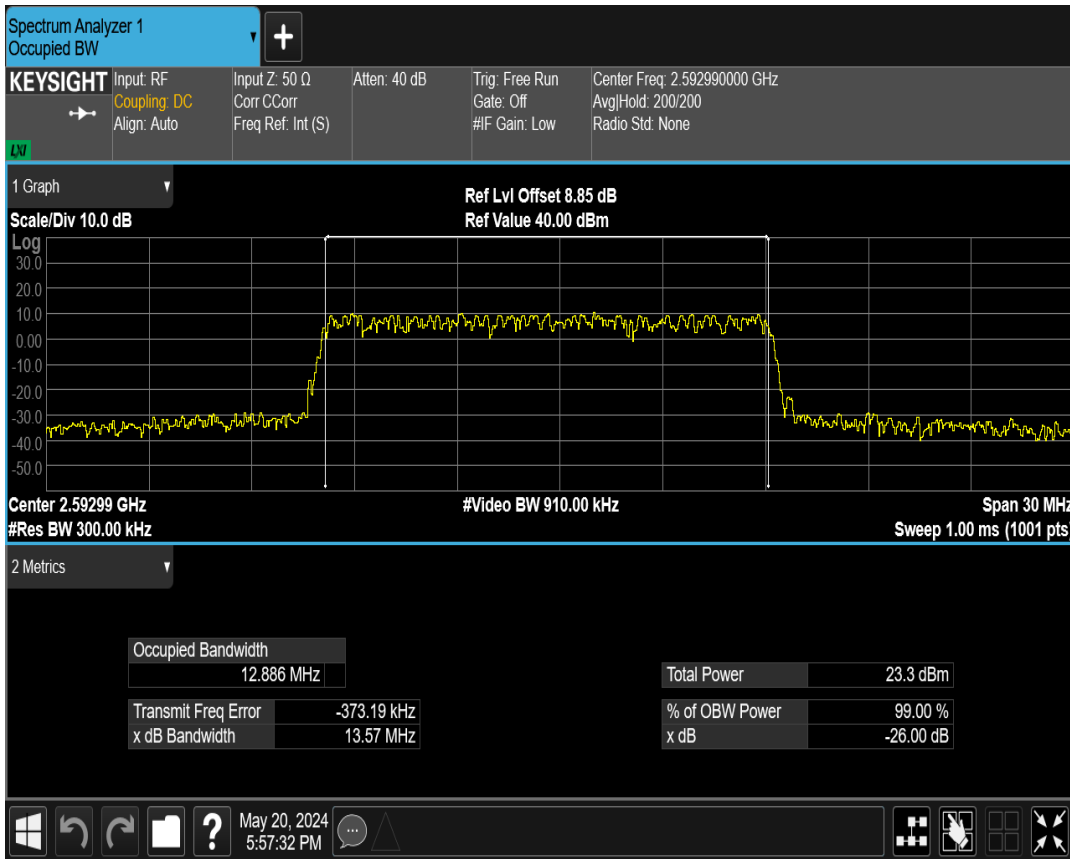 Spectrum Analyzer 1
Occupied BW
KEYSIGHT
LXI
Input: RF
Coupling: DC
Align: Auto
Input Z: 50 Ω
Corr CCorr
Freq Ref: Int (S)
Atten: 40 dB
Trig: Free Run
Gate: Off
#IF Gain: Low
Center Freq: 2.592990000 GHz
Avg|Hold: 200/200
Radio Std: None
1 Graph
Scale/Div 10.0 dB
Ref Lvl Offset 8.85 dB
Ref Value 40.00 dBm
Log
30.0
20.0
10.0
0.00
-10.0
-20.0
-30.0
-40.0
-50.0
Center 2.59299 GHz
#Res BW 300.00 kHz
#Video BW 910.00 kHz
Span 30 MHz
Sweep 1.00 ms (1001 pts)
2 Metrics
Occupied Bandwidth
12.886 MHz
Transmit Freq Error -373.19 kHz
x dB Bandwidth 13.57 MHz
Total Power 23.3 dBm
% of OBW Power 99.00 %
x dB -26.00 dB
May 20, 2024
5:57:32 PM